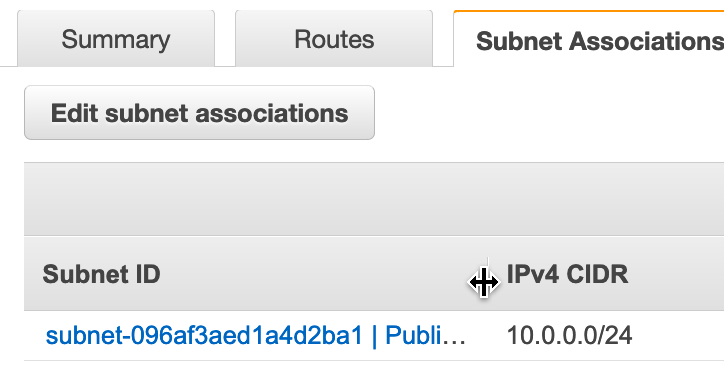 Summary Routes Subnet Associations
Edit subnet associations
Subnet ID IPv4 CIDR
subnet-096af3aed1a4d2ba1 | Publi... 10.0.0.0/24